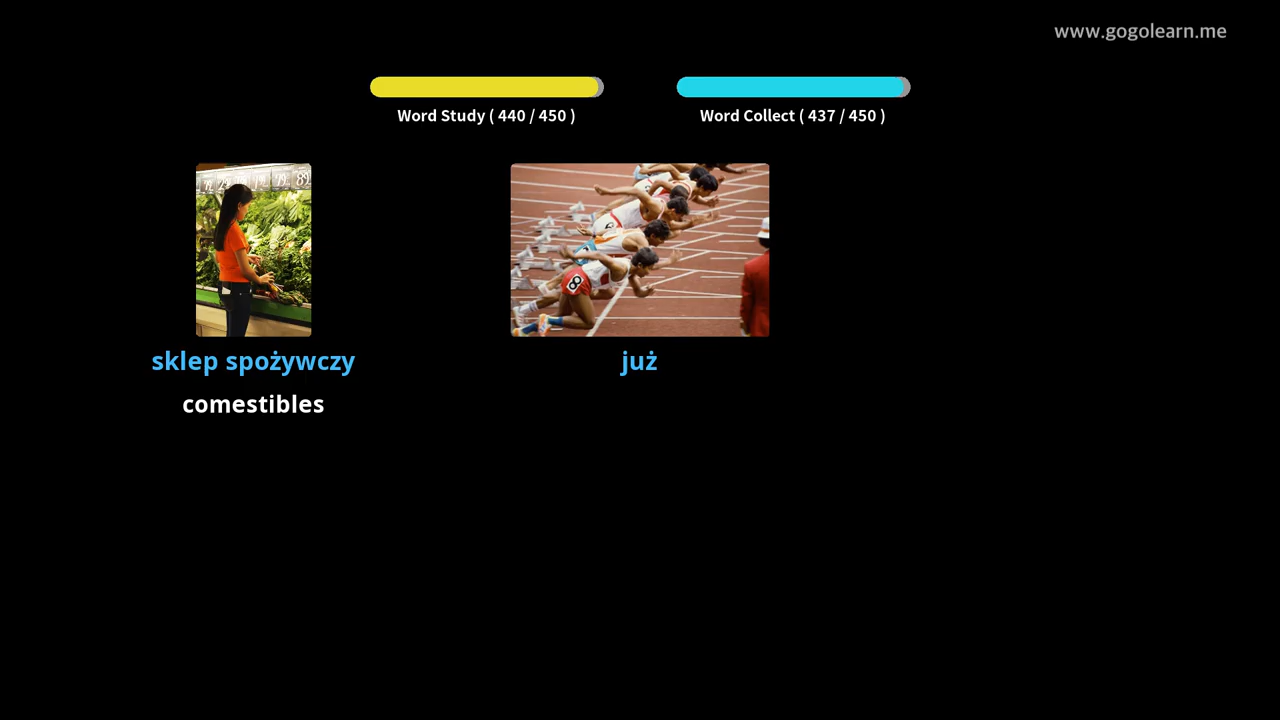 www.gogolearn.me
Word Study ( 440 / 450 )
Word Collect ( 437 / 450 )
sklep spożywczy
już
comestibles